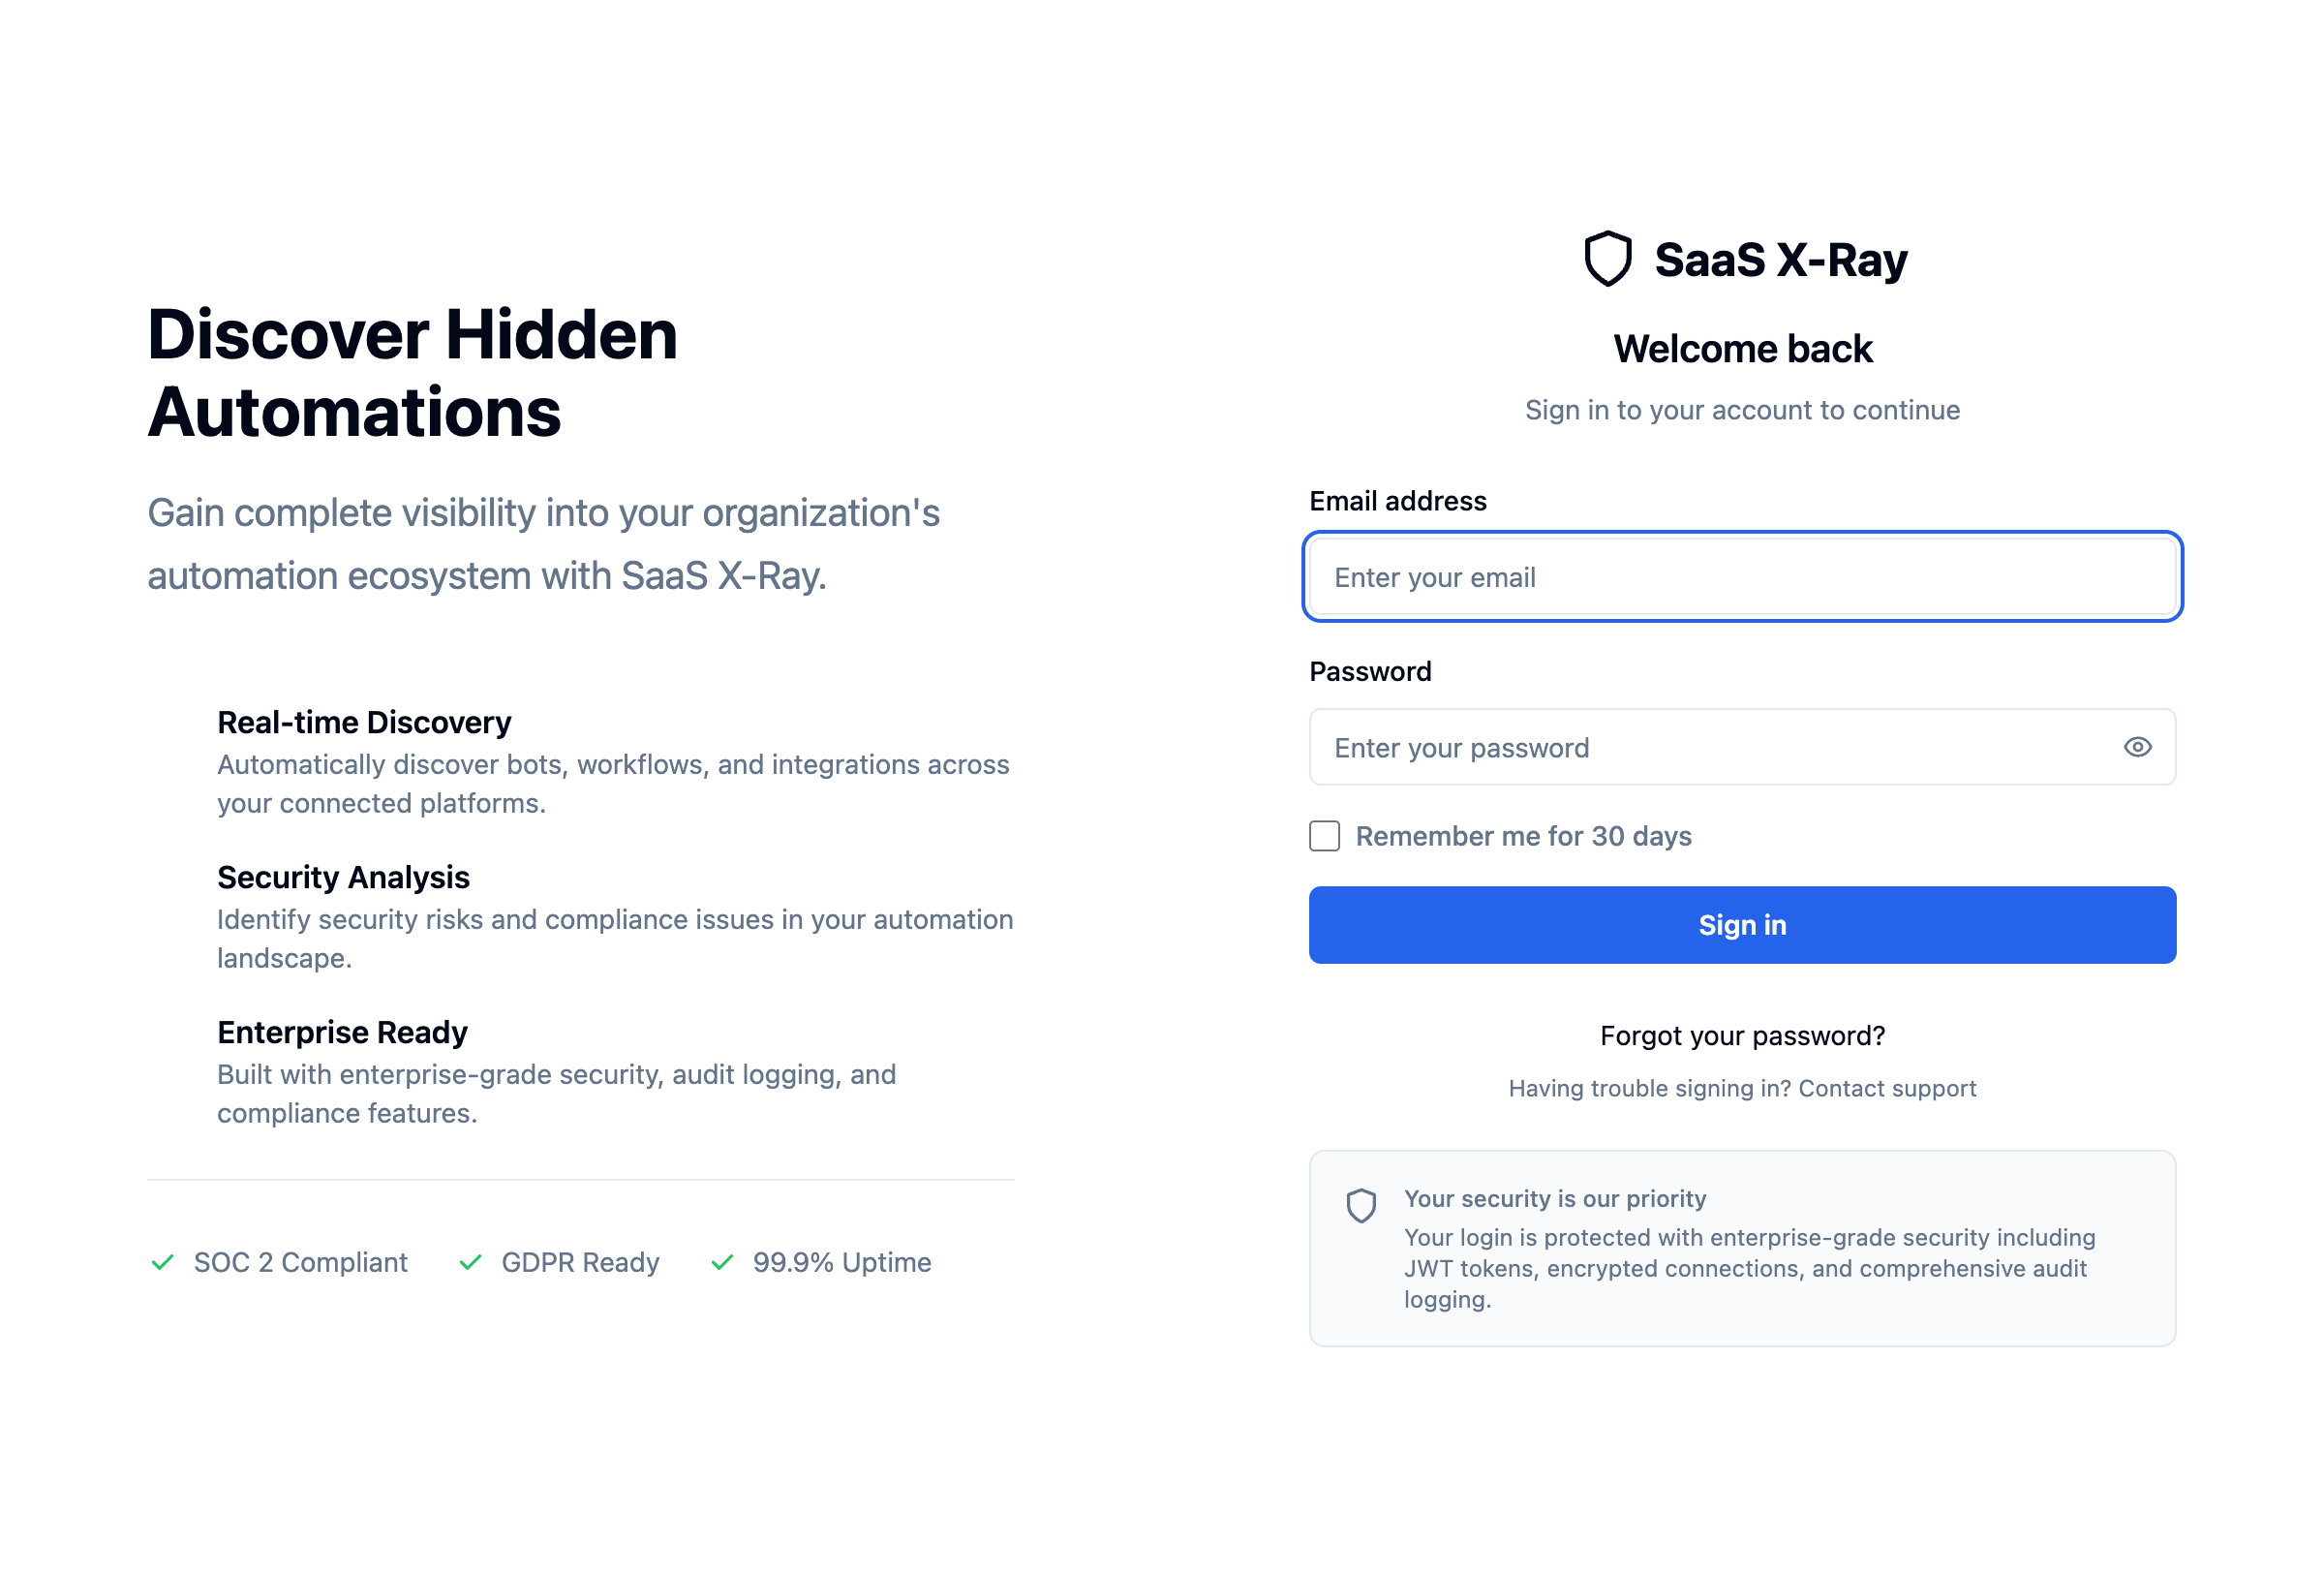 Discover Hidden
Automations
Gain complete visibility into your organization's
automation ecosystem with SaaS X-Ray.
Real-time Discovery
Automatically discover bots, workflows, and integrations across
your connected platforms.
Security Analysis
Identify security risks and compliance issues in your automation
landscape.
Enterprise Ready
Built with enterprise-grade security, audit logging, and
compliance features.
SOC 2 Compliant GDPR Ready 99.9% Uptime
SaaS X-Ray
Welcome back
Sign in to your account to continue
Email address
Enter your email
Password
Enter your password
Remember me for 30 days
Sign in
Forgot your password?
Having trouble signing in? Contact support
Your security is our priority
Your login is protected with enterprise-grade security including
JWT tokens, encrypted connections, and comprehensive audit
logging.